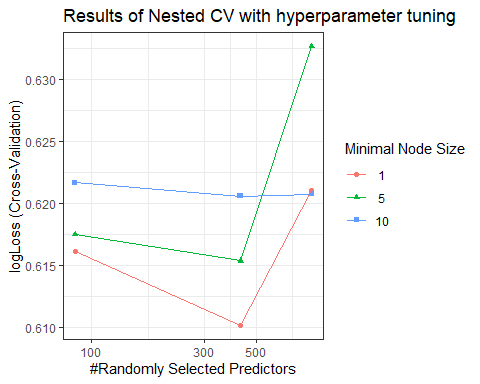 Results of Nested CV with hyperparameter tuning
logLoss (Cross-Validation)
0.630
0.625
0.620
0.615
0.610
100
300
500
#Randomly Selected Predictors
Minimal Node Size
1
5
10